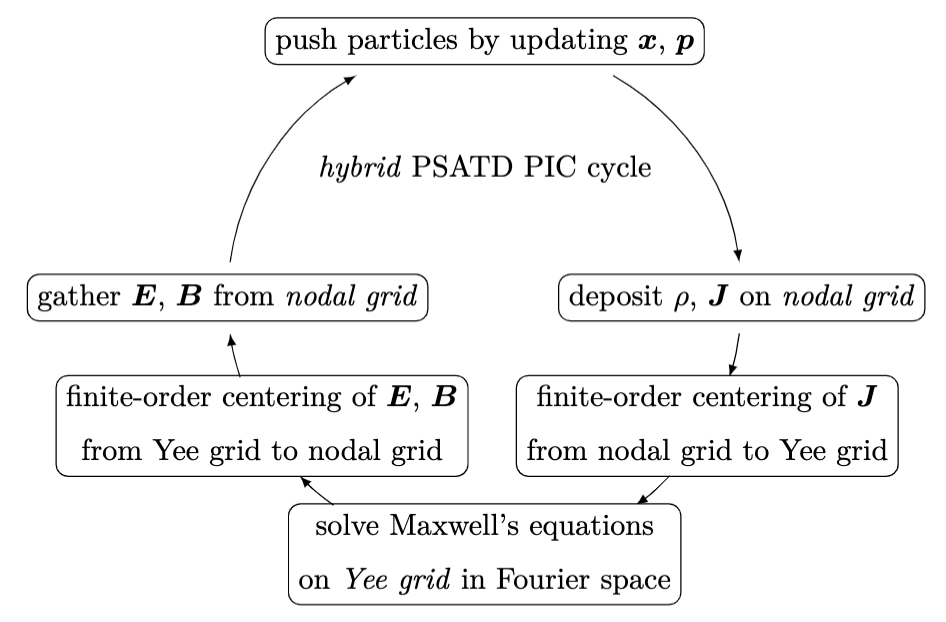 push particles by updating x, p
hybrid PSATD PIC cycle
gather E, B from nodal grid
deposit ρ, J on nodal grid
finite-order centering of E, B
from Yee grid to nodal grid
finite-order centering of J
from nodal grid to Yee grid
solve Maxwell’s equations
on Yee grid in Fourier space